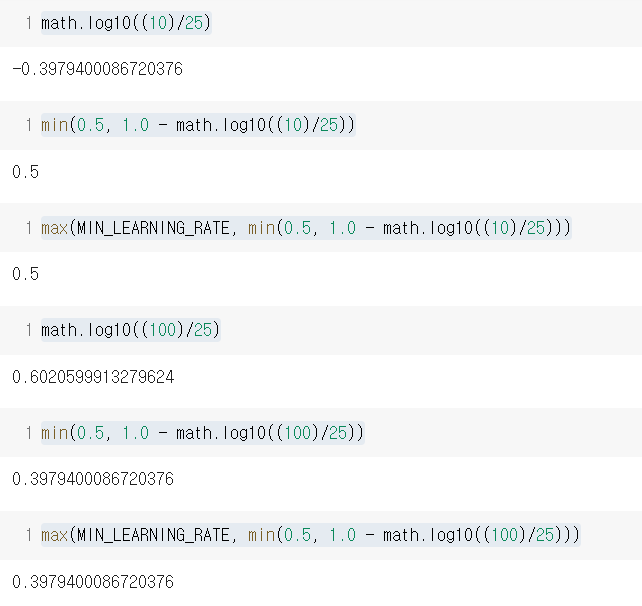 1 math.log10((10)/25)
-0.3979400086720376
1 min(0.5, 1.0 - math.log10((10)/25))
0.5
1 max(MIN_LEARNING_RATE, min(0.5, 1.0 - math.log10((10)/25)))
0.5
1 math.log10((100)/25)
0.6020599913279624
1 min(0.5, 1.0 - math.log10((100)/25))
0.3979400086720376
1 max(MIN_LEARNING_RATE, min(0.5, 1.0 - math.log10((100)/25)))
0.3979400086720376